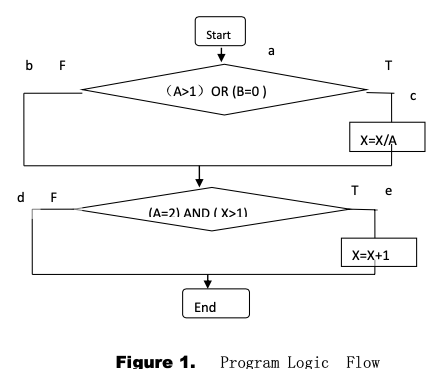 Start
a
b F T
（A>1） OR (B=0 )
c
X=X/A
d F T e
(A=2) AND ( X>1)
X=X+1
End
Figure 1. Program Logic Flow